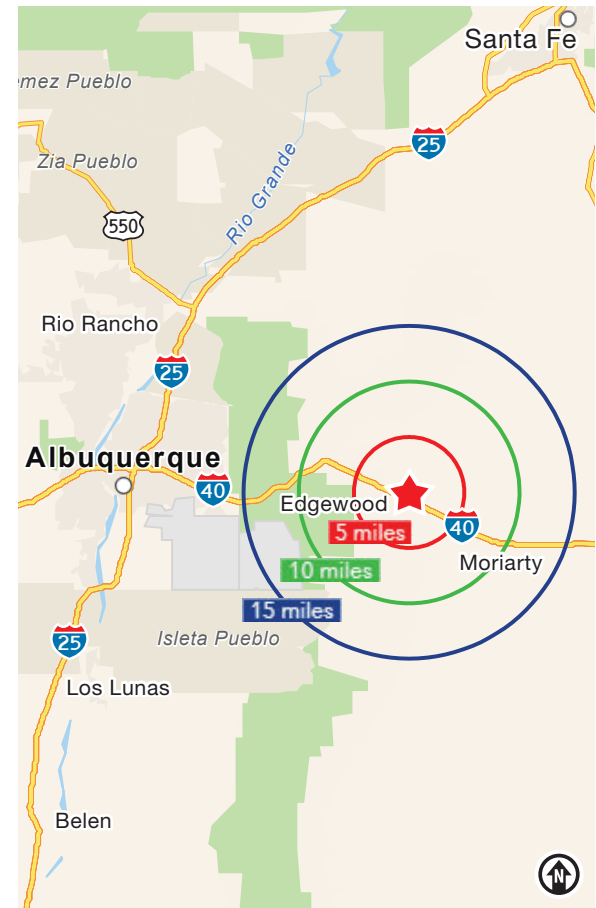 Santa Fe
emez Pueblo
25
Zia Pueblo
Rio Grande
550
Rio Rancho
25
Albuquerque
40
Edgewood
40
5 miles
Moriarty
10 miles
15 miles
Isleta Pueblo
25
Los Lunas
Belen
N